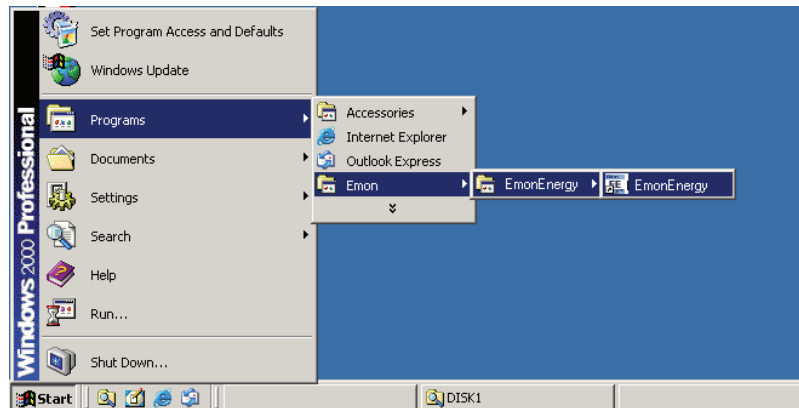 Set Program Access and Defaults
Windows Update
Programs
Documents
Settings
Search
Help
Run...
Shut Down...
Windows 2000 Professional
Accessories
Internet Explorer
Outlook Express
Emon
EmonEnergy
EmonEnergy
Start
DISK1